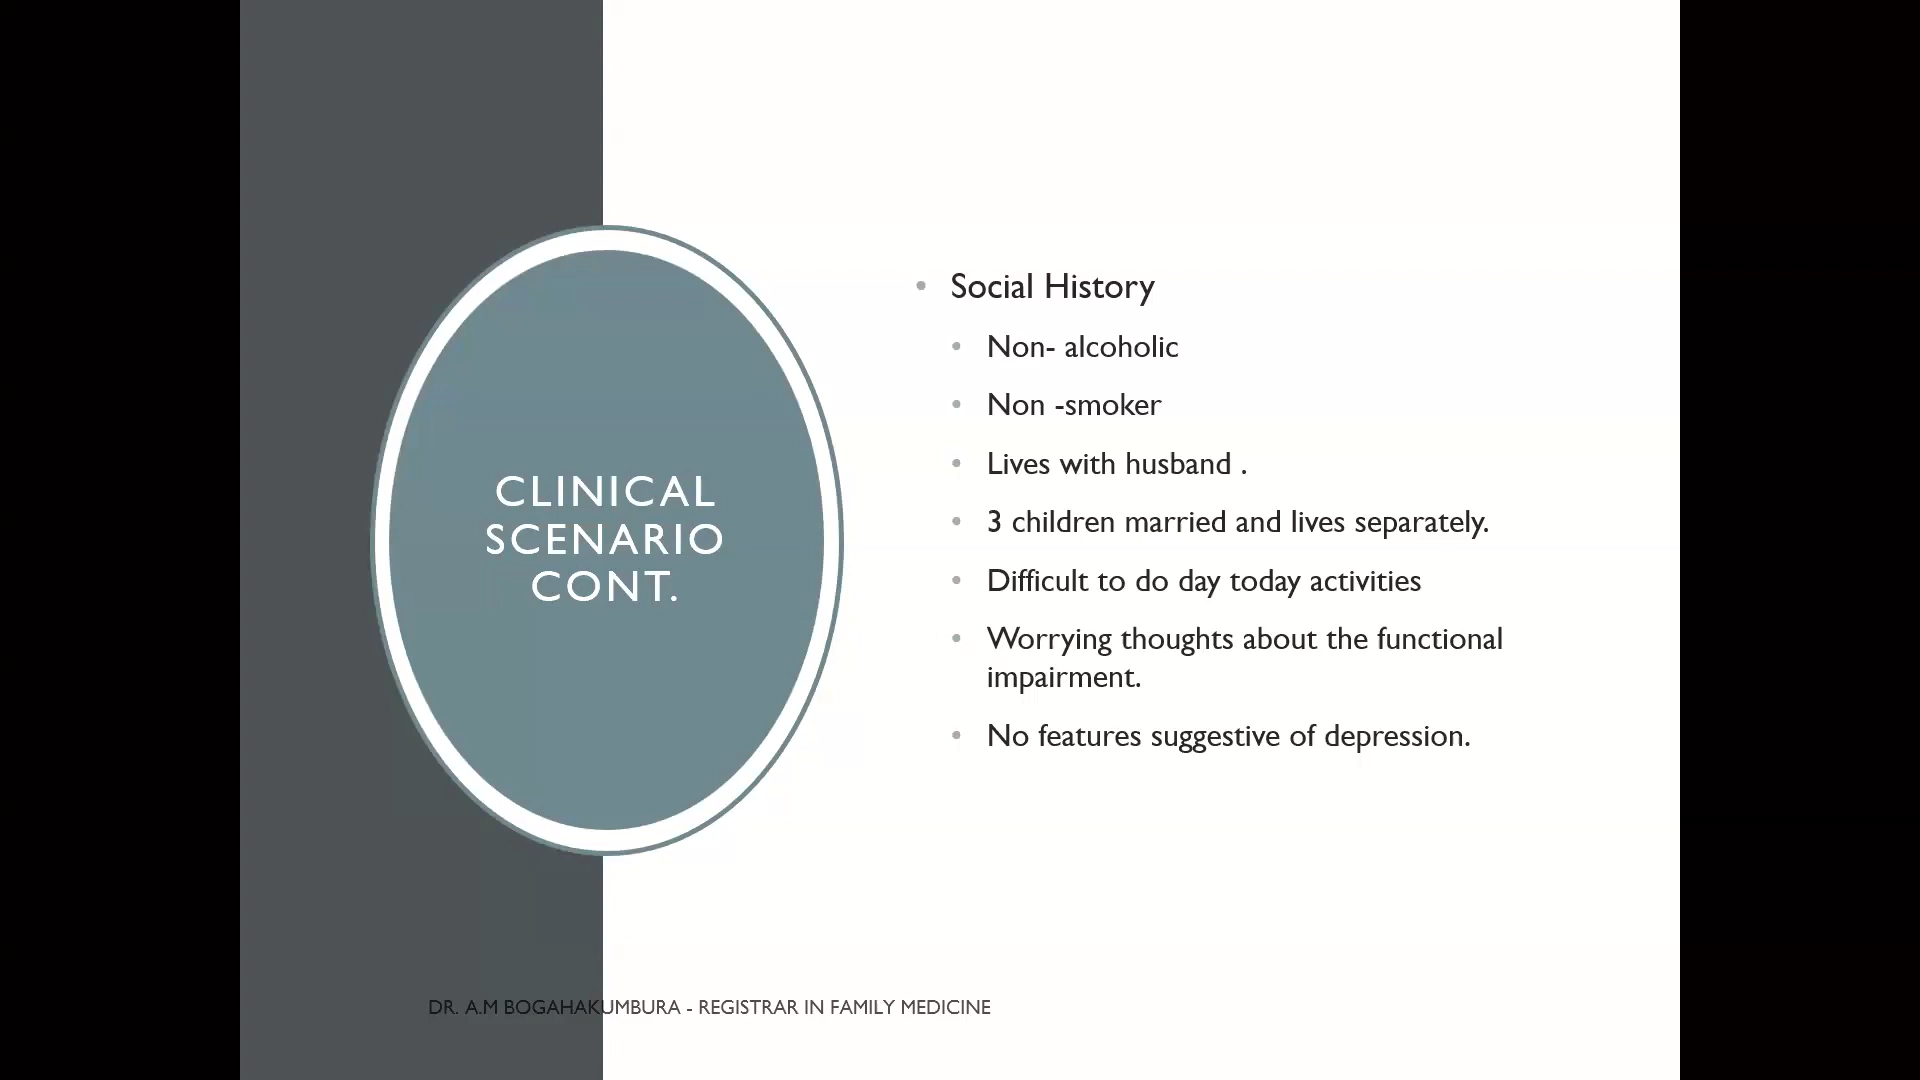 CLINICAL
SCENARIO
CONT.
• Social History
• Non- alcoholic
• Non -smoker
• Lives with husband .
• 3 children married and lives separately.
• Difficult to do day today activities
• Worrying thoughts about the functional
impairment.
• No features suggestive of depression.
DR. A.M BOGAHAKUMBURA - REGISTRAR IN FAMILY MEDICINE